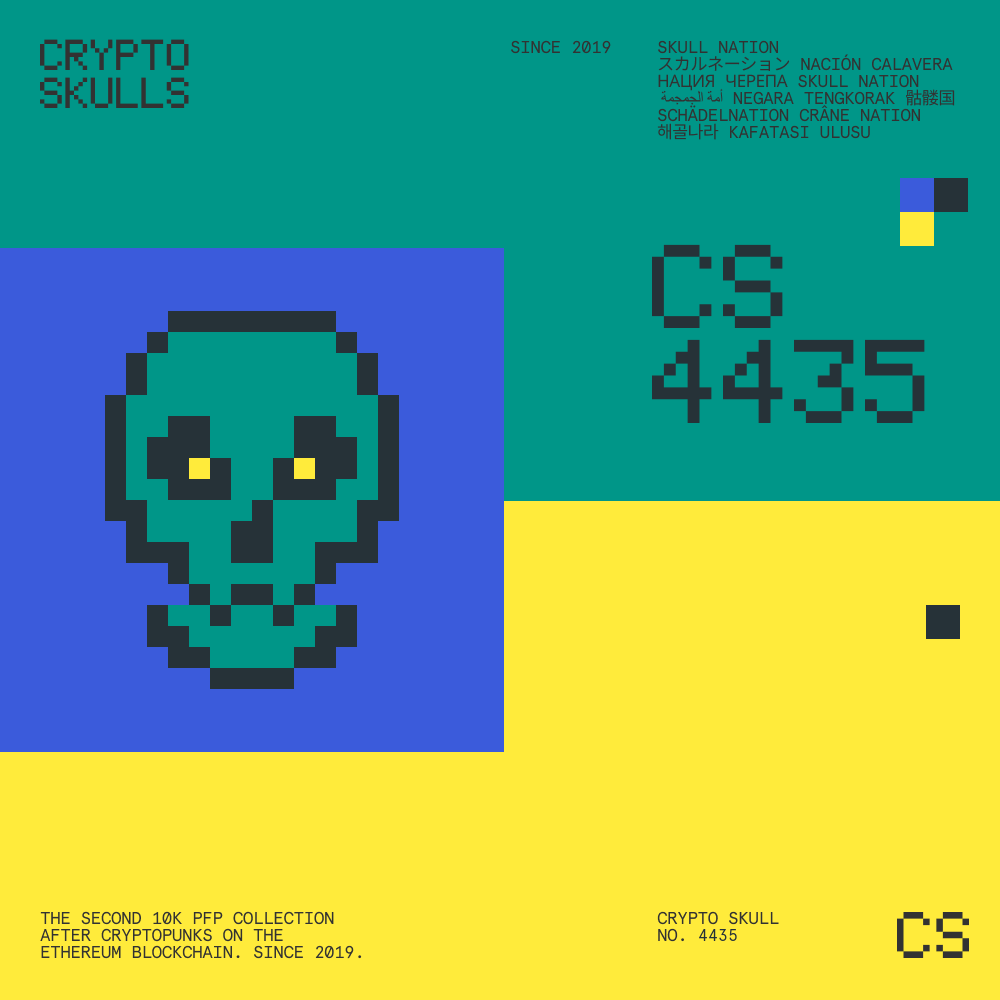 CRYPTO
SKULLS
SINCE 2019
SKULL NATION
スカルネーション NACIÓN CALAVERA
НАЦИЯ ЧЕРЕПА SKULL NATION
أمة الجمجمة NEGARA TENGKORAK 骷髅国
SCHÄDELNATION CRÂNE NATION
해골나라 KAFATASI ULUSU
CS
4435
THE SECOND 10K PFP COLLECTION
AFTER CRYPTOPUNKS ON THE
ETHEREUM BLOCKCHAIN. SINCE 2019.
CRYPTO SKULL
NO. 4435
CS